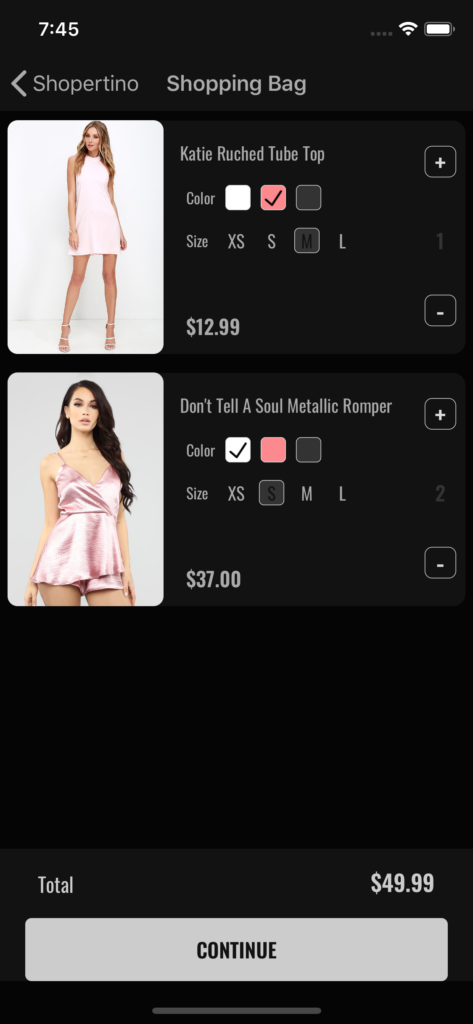 7:45
Shopertino Shopping Bag
Katie Ruched Tube Top +
Color
Size XS S M L 1
-
$12.99
Don't Tell A Soul Metallic Romper +
Color
Size XS S M L 2
-
$37.00
Total $49.99
CONTINUE